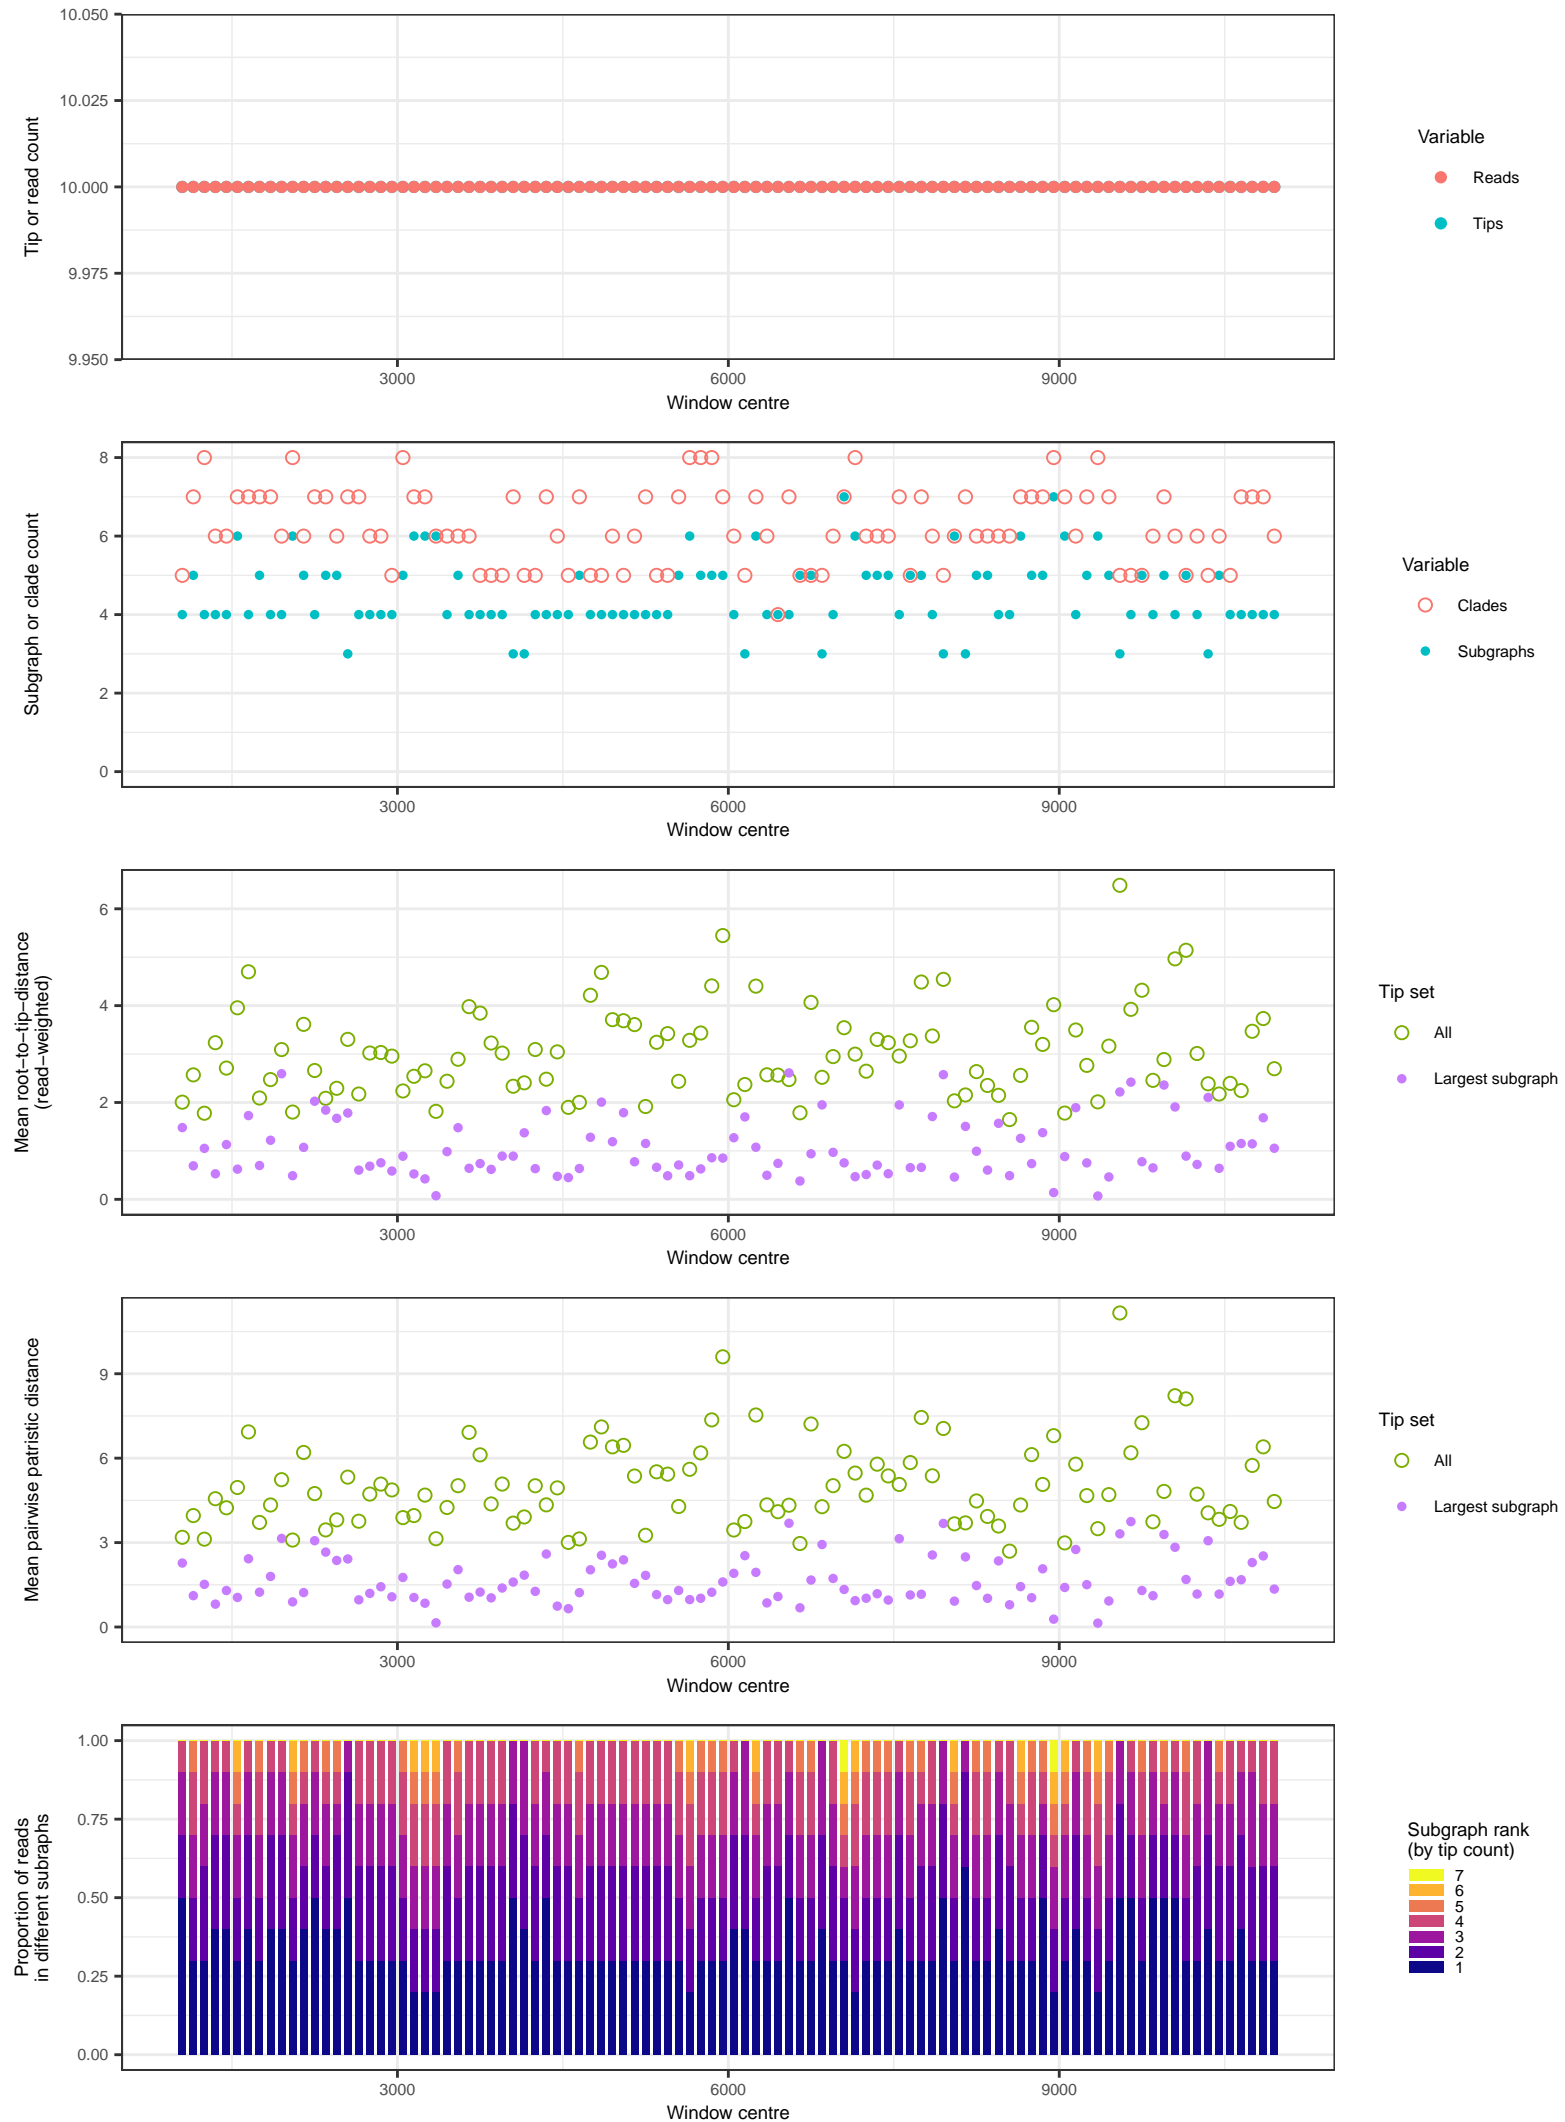 10.050
10.025
10.000
9.975
9.950
Tip or read count
3000 6000 9000
Window centre
Variable
Reads
Tips
8
6
4
2
0
Subgraph or clade count
3000 6000 9000
Window centre
Variable
Clades
Subgraphs
6
4
2
0
Mean root−to−tip−distance
(read−weighted)
3000 6000 9000
Window centre
Tip set
All
Largest subgraph
9
6
3
0
Mean pairwise patristic distance
3000 6000 9000
Window centre
Tip set
All
Largest subgraph
1.00
0.75
0.50
0.25
0.00
Proportion of reads
in different subraphs
3000 6000 9000
Window centre
Subgraph rank
(by tip count)
7
6
5
4
3
2
1